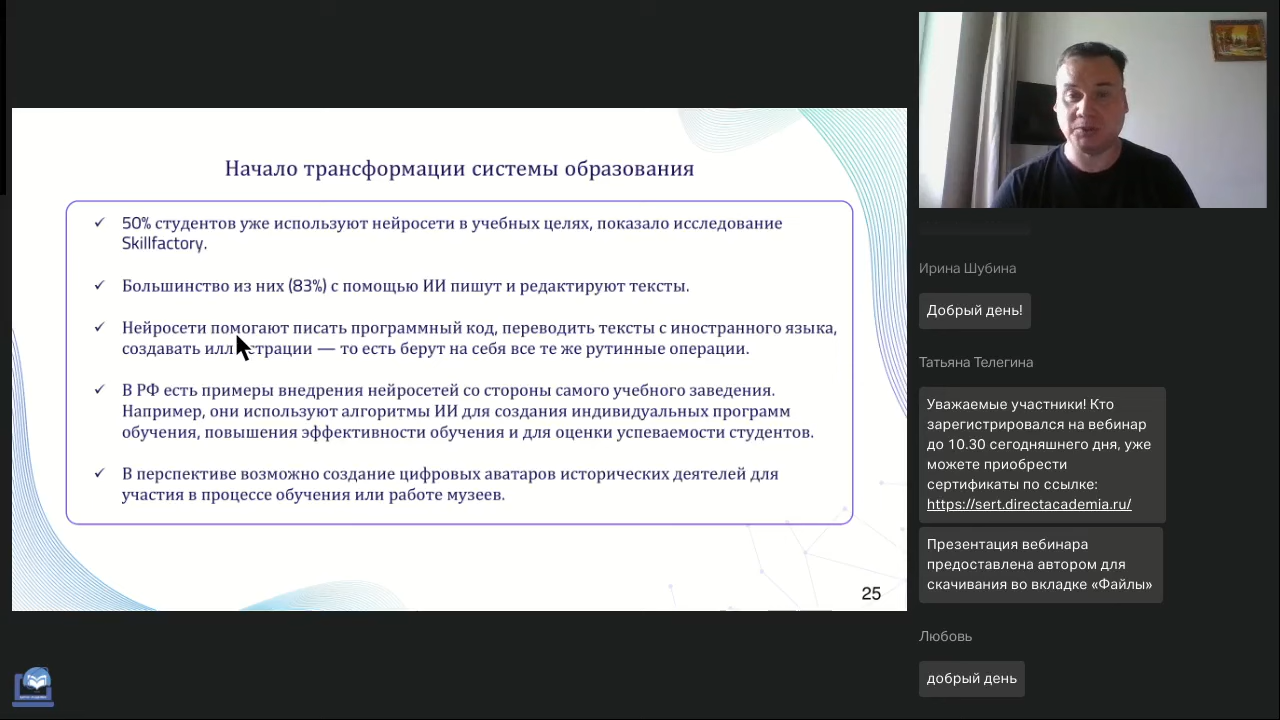 Начало трансформации системы образования
50% студентов уже используют нейросети в учебных целях, показало исследование
Skillfactory.
Большинство из них (83%) с помощью ИИ пишут и редактируют тексты.
Нейросети помогают писать программный код, переводить тексты с иностранного языка,
создавать иллюстрации — то есть берут на себя все те же рутинные операции.
В РФ есть примеры внедрения нейросетей со стороны самого учебного заведения.
Например, они используют алгоритмы ИИ для создания индивидуальных программ
обучения, повышения эффективности обучения и для оценки успеваемости студентов.
В перспективе возможно создание цифровых аватаров исторических деятелей для
участия в процессе обучения или работе музеев.
25
Ирина Шубина
Добрый день!
Татьяна Телегина
Уважаемые участники! Кто
зарегистрировался на вебинар
до 10.30 сегодняшнего дня, уже
можете приобрести
сертификаты по ссылке:
https://sert.directacademia.ru/
Презентация вебинара
предоставлена автором для
скачивания во вкладке «Файлы»
Любовь
добрый день